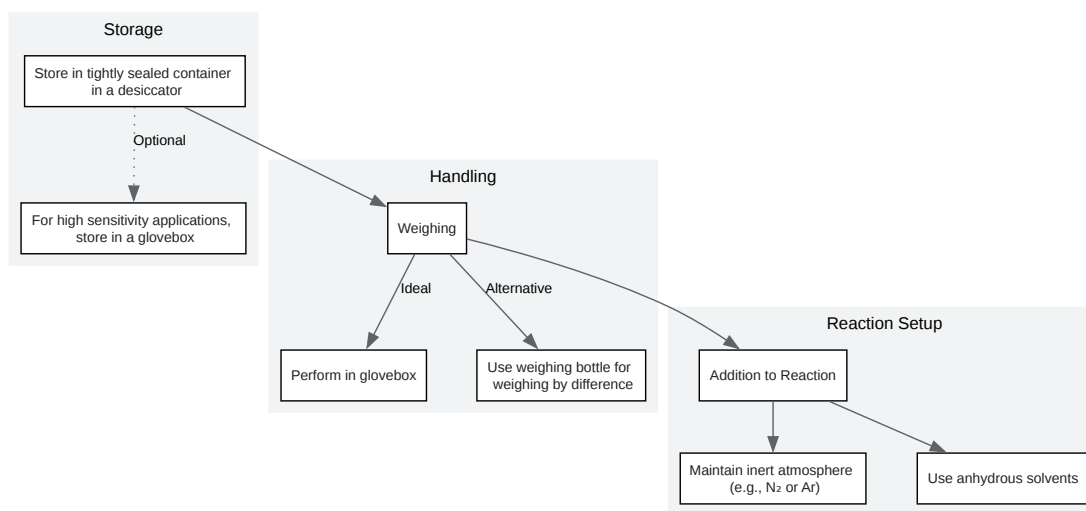 Storage
Store in tightly sealed container
in a desiccator
Optional
For high sensitivity applications,
store in a glovebox
Handling
Weighing
Ideal
Alternative
Perform in glovebox
Use weighing bottle for
weighing by difference
Reaction Setup
Addition to Reaction
Maintain inert atmosphere
(e.g., N₂ or Ar)
Use anhydrous solvents